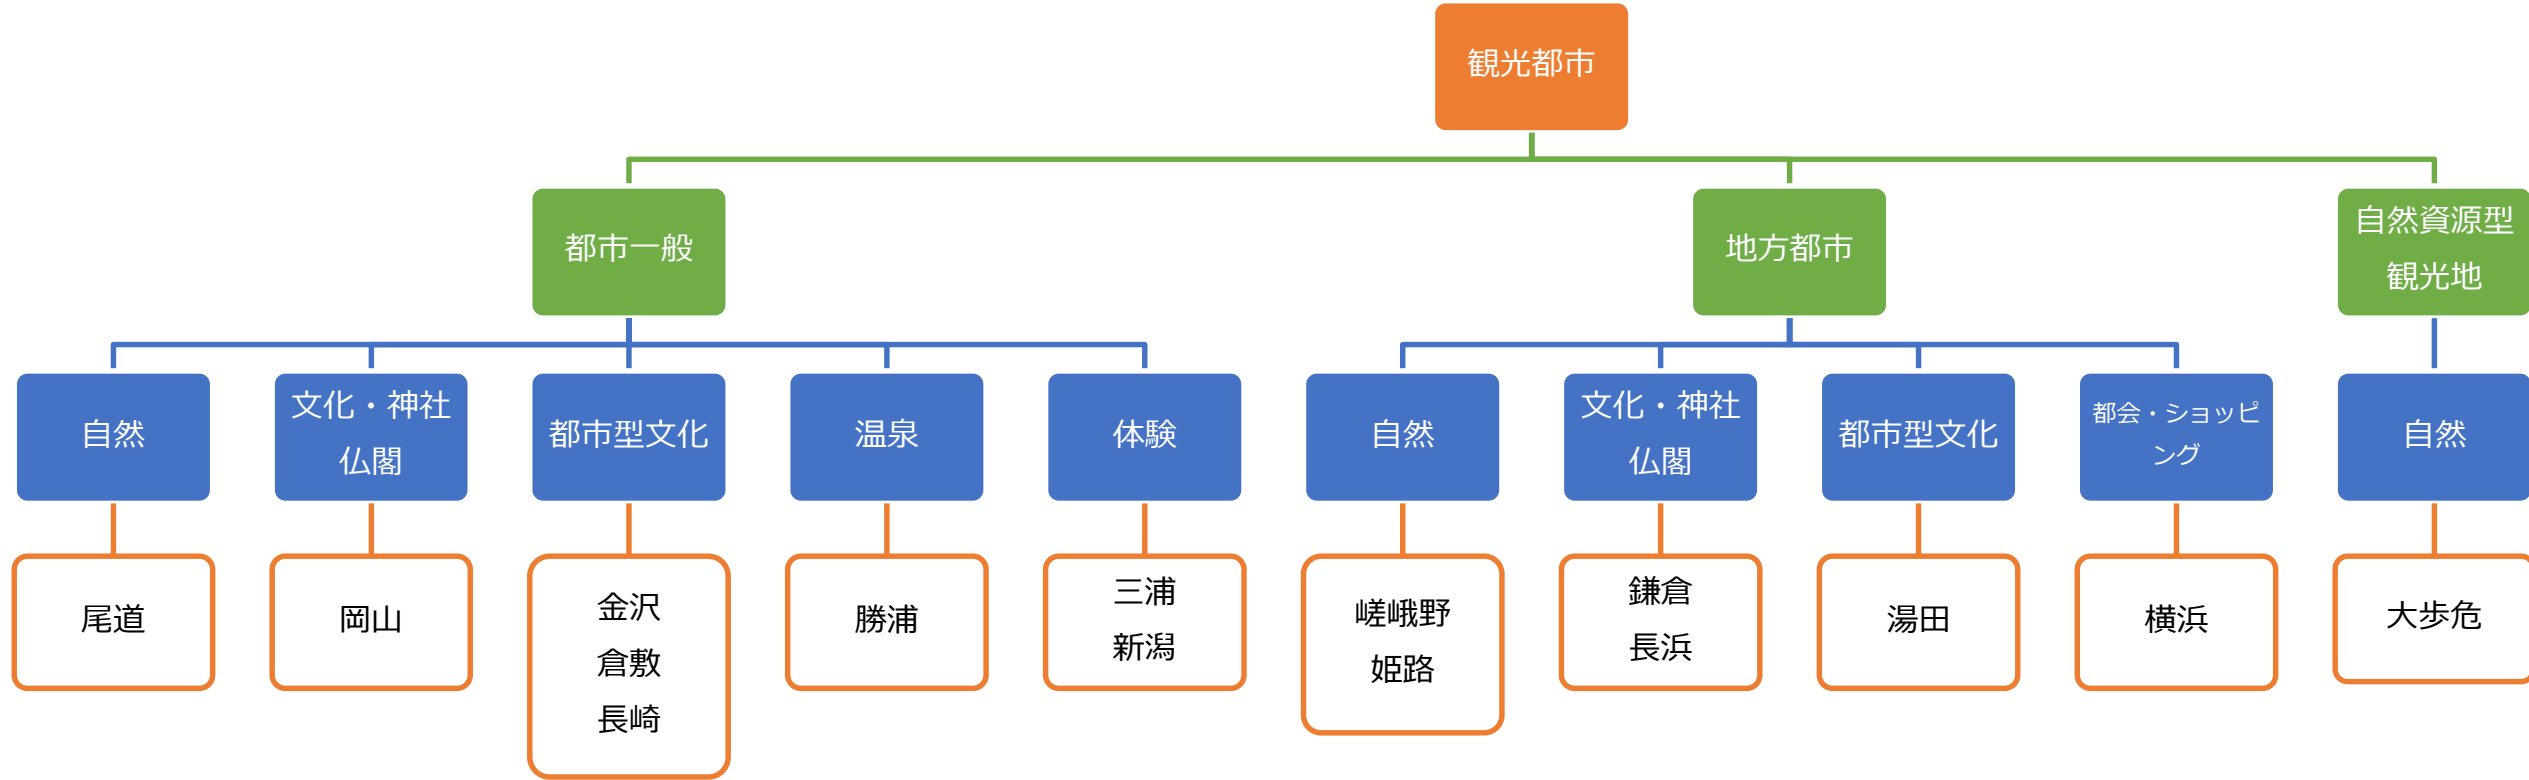 観光都市
都市一般
地方都市
自然資源型
観光地
自然
文化・神社
仏閣
都市型文化
温泉
体験
自然
文化・神社
仏閣
都市型文化
都会・ショッピ
ング
自然
尾道
岡山
金沢
倉敷
長崎
勝浦
三浦
新潟
嵯峨野
姫路
鎌倉
長浜
湯田
横浜
大歩危